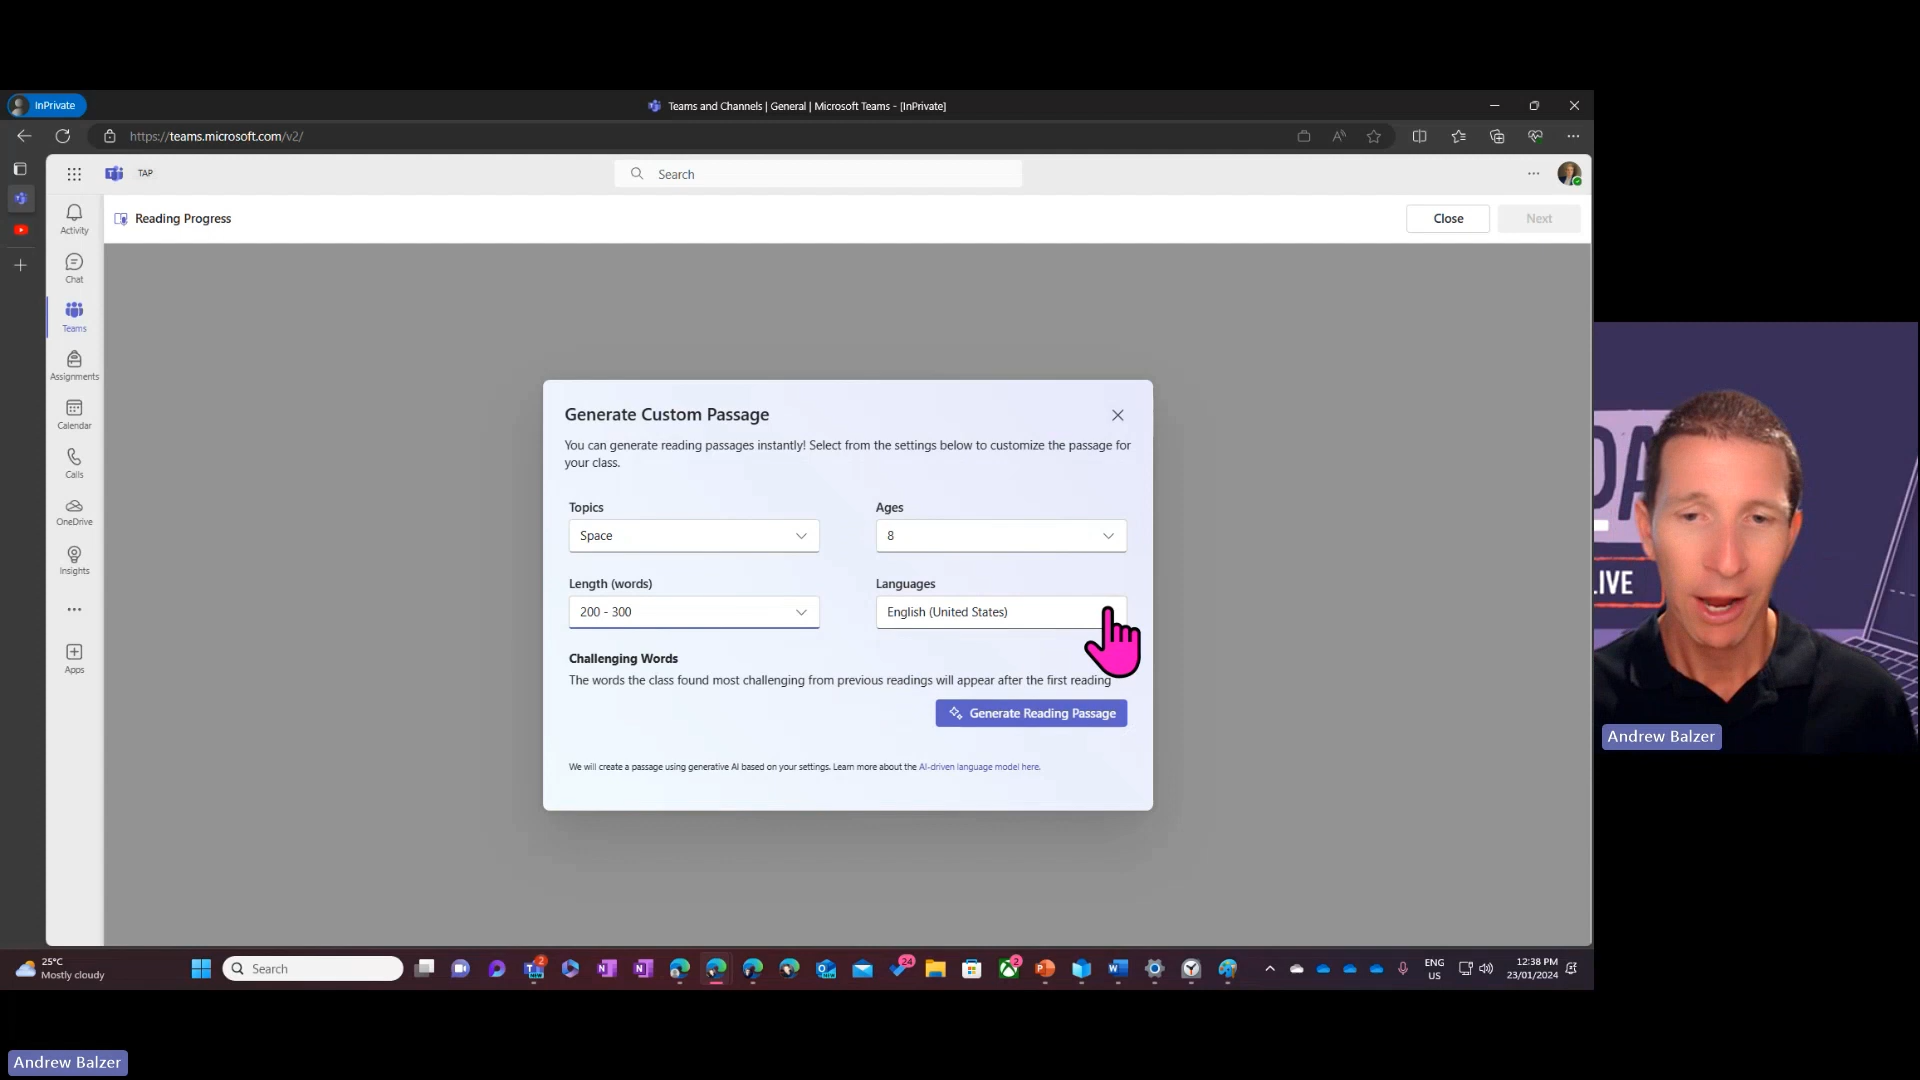 InPrivate
Teams and Channels | General | Microsoft Teams - [InPrivate]
https://teams.microsoft.com/v2/
TAP
Search
Reading Progress
Close
Next
Activity
Chat
Teams
Assignments
Calendar
Calls
OneDrive
Insights
Apps
Generate Custom Passage
You can generate reading passages instantly! Select from the settings below to customize the passage for
your class.
Topics
Ages
Space
8
Length (words)
Languages
200 - 300
English (United States)
Challenging Words
The words the class found most challenging from previous readings will appear after the first reading
Generate Reading Passage
We will create a passage using generative AI based on your settings. Learn more about the AI-driven language model here.
LIVE
Andrew Balzer
25°C
Mostly cloudy
Search
2
24
2
ENG
US
12:38 PM
23/01/2024
Andrew Balzer